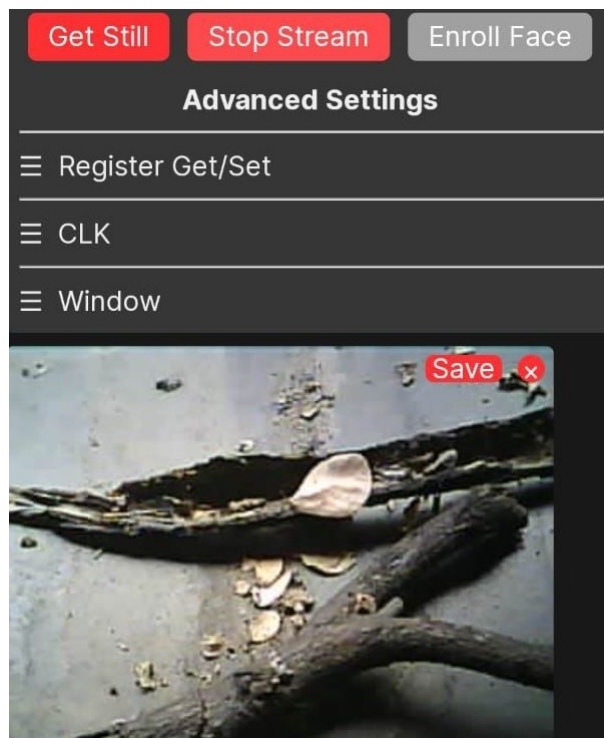 Get Still Stop Stream Enroll Face
Advanced Settings
Register Get/Set
CLK
Window
Save ×